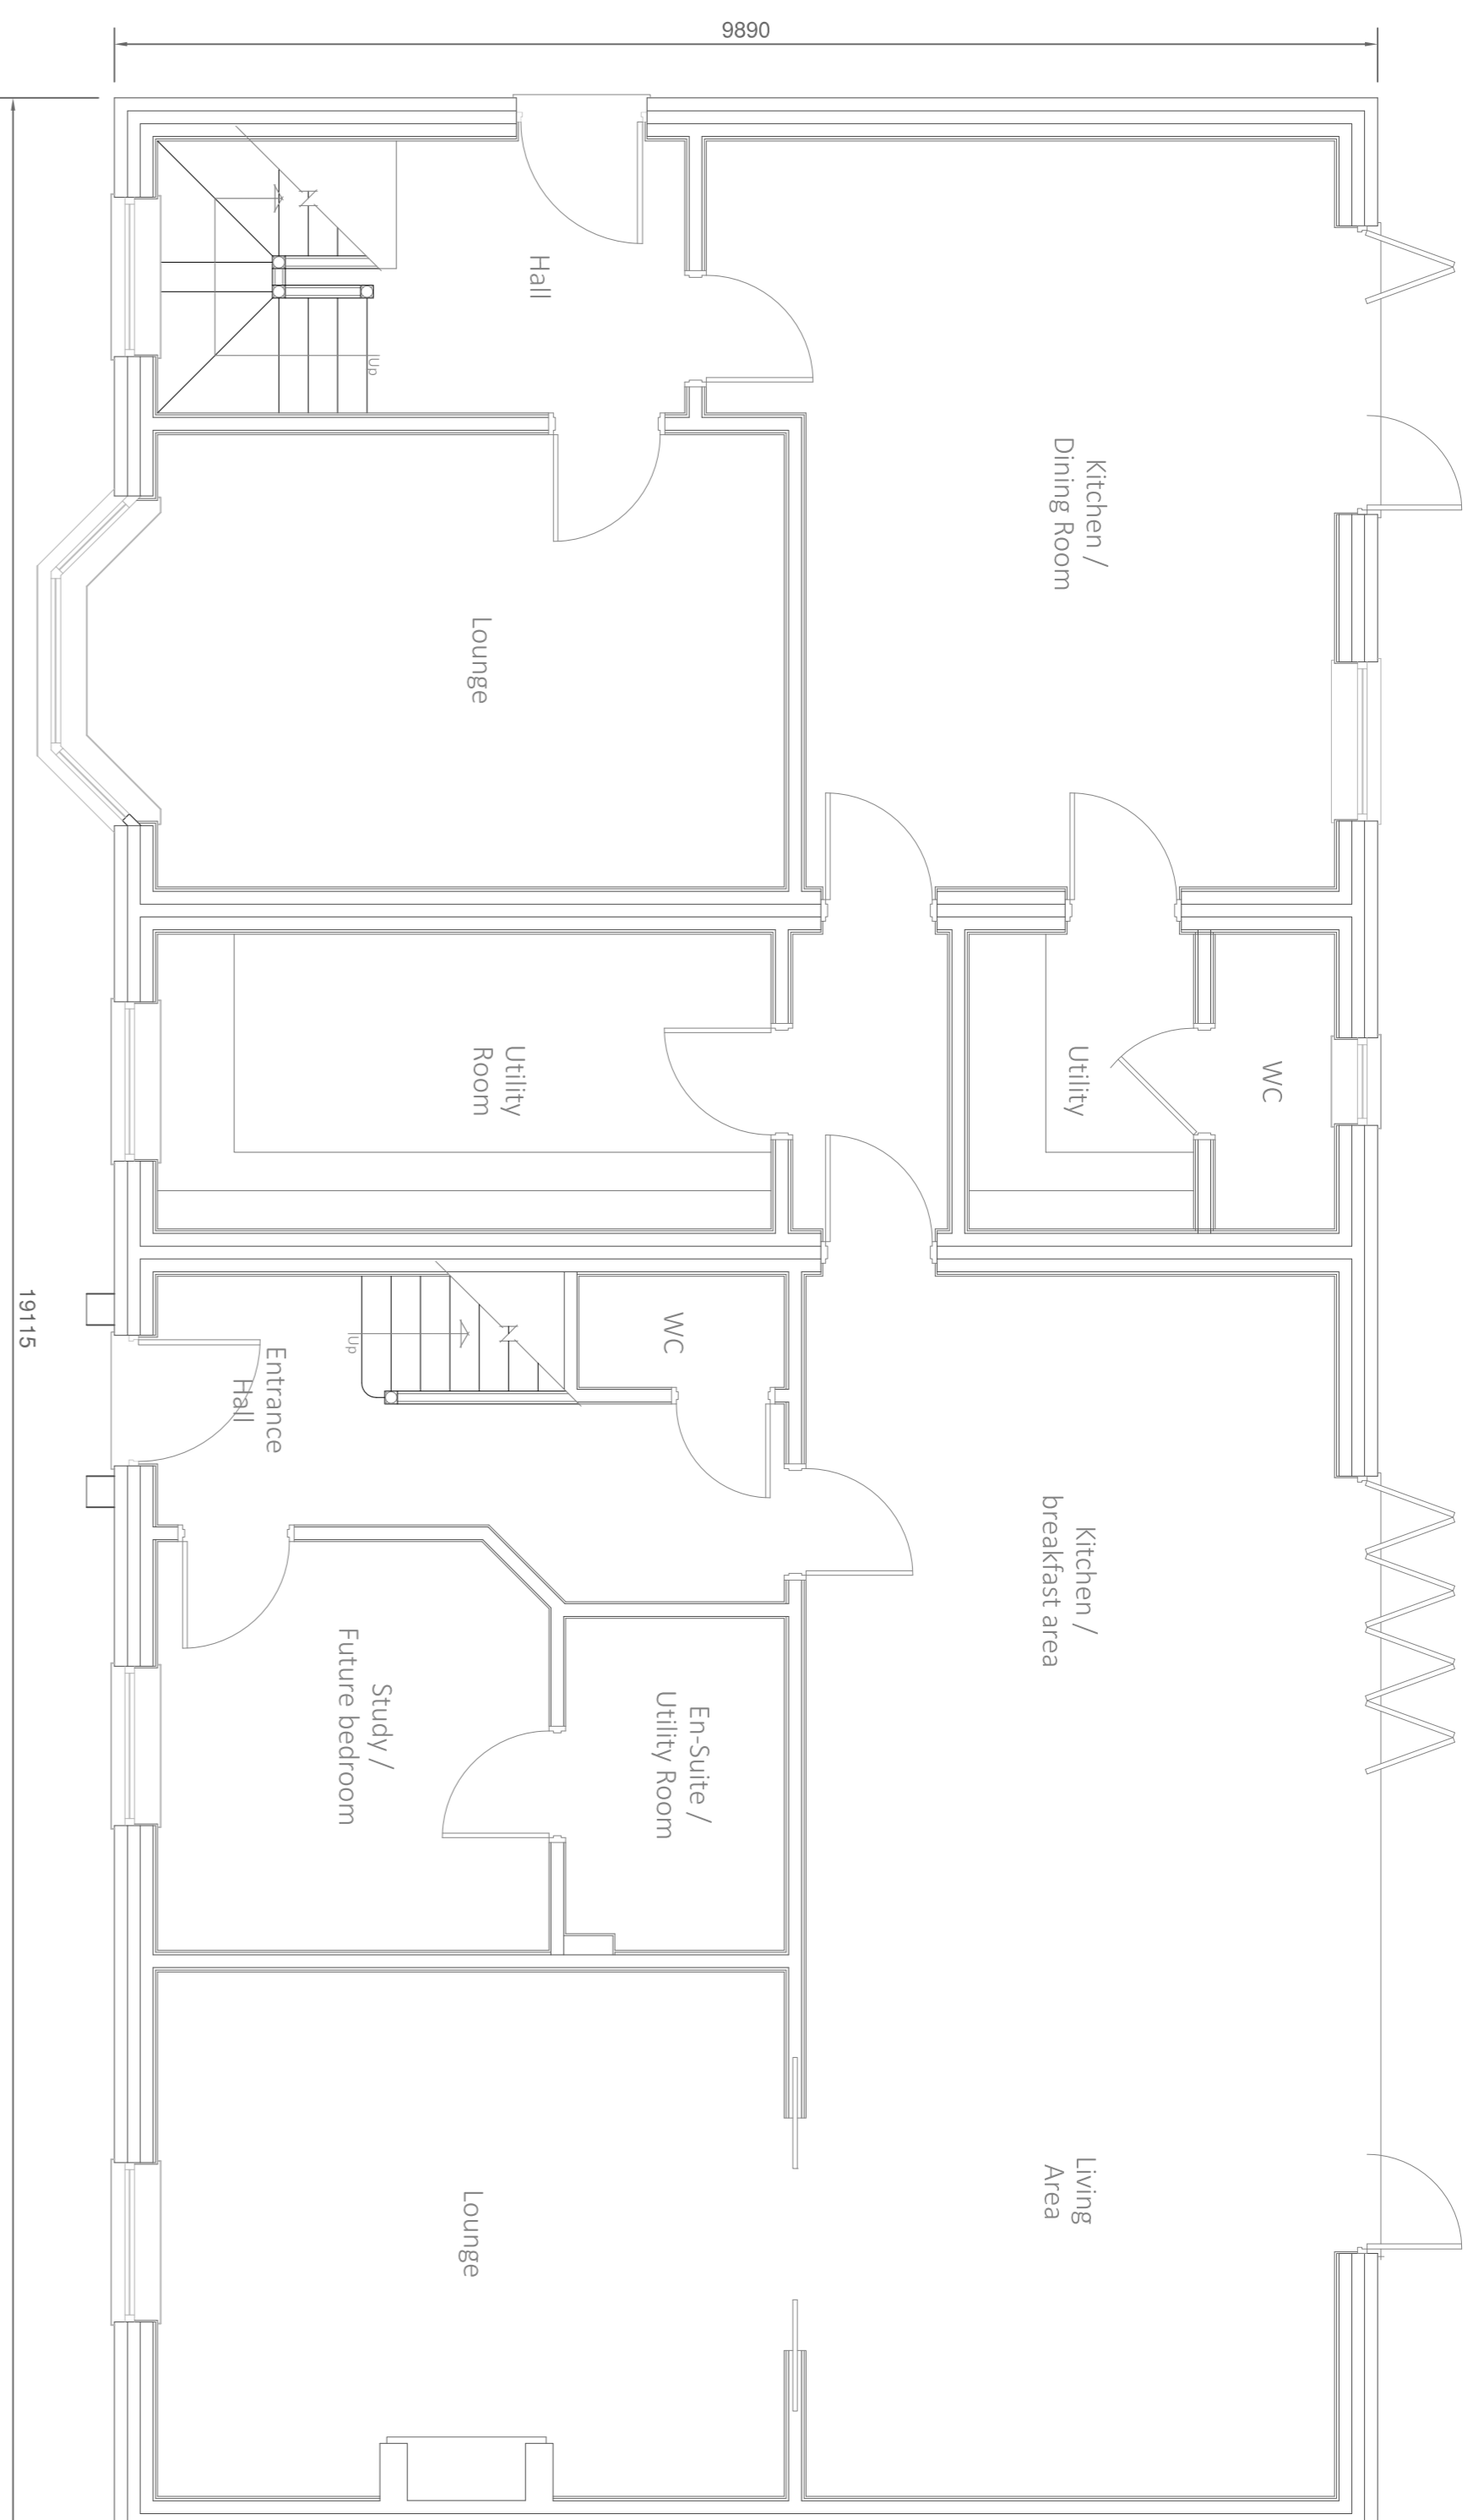 9890
Hall
Kitchen /
Dining Room
Up
Lounge
Utility
Room
Utility
WC
19115
Entrance
Hall
Up
WC
Kitchen /
breakfast area
Study /
Future bedroom
En-Suite /
Utility Room
Living
Area
Lounge